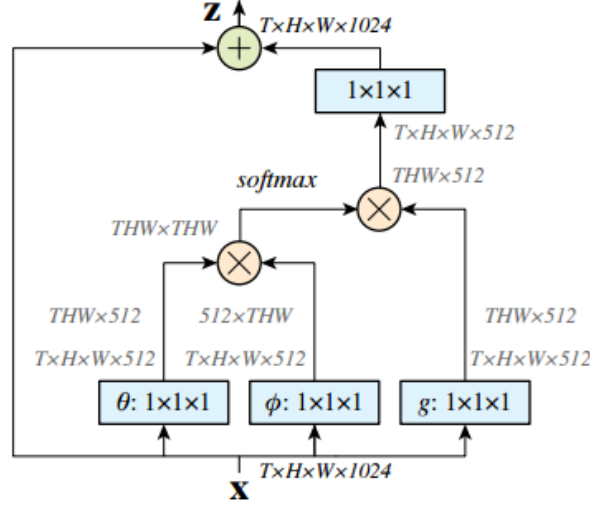 z
T×H×W×1024
+
1×1×1
T×H×W×512
THW×512
softmax
×
THW×THW
×
THW×512 512×THW THW×512
T×H×W×512 T×H×W×512 T×H×W×512
θ: 1×1×1 ϕ: 1×1×1 g: 1×1×1
T×H×W×1024
x